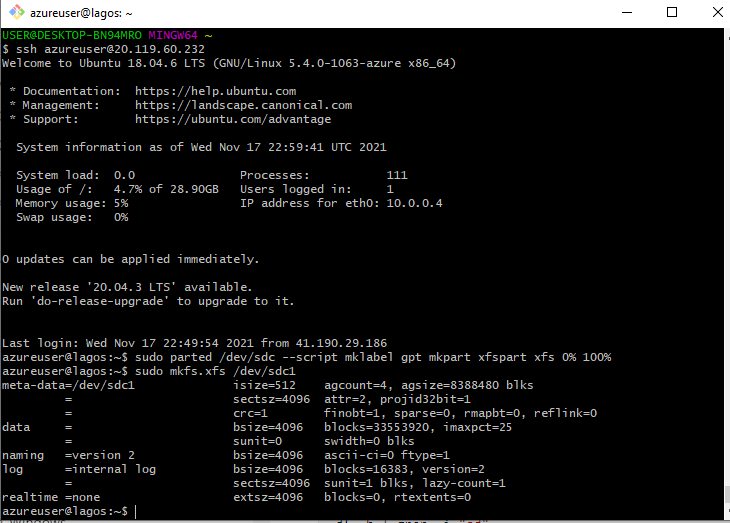 azureuser@lagos: ~
USER@DESKTOP-BN94MRO MINGW64 ~
$ ssh azureuser@20.119.60.232
Welcome to Ubuntu 18.04.6 LTS (GNU/Linux 5.4.0-1063-azure x86_64)
* Documentation:  https://help.ubuntu.com
* Management:     https://landscape.canonical.com
* Support:        https://ubuntu.com/advantage
System information as of Wed Nov 17 22:59:41 UTC 2021
System load:  0.0               Processes:           111
Usage of /:   4.7% of 28.90GB   Users logged in:     1
Memory usage: 5%                IP address for eth0: 10.0.0.4
Swap usage:   0%
0 updates can be applied immediately.
New release '20.04.3 LTS' available.
Run 'do-release-upgrade' to upgrade to it.
Last login: Wed Nov 17 22:49:54 2021 from 41.190.29.186
azureuser@lagos:~$ sudo parted /dev/sdc --script mklabel gpt mkpart xfspart xfs 0% 100%
azureuser@lagos:~$ sudo mkfs.xfs /dev/sdc1
meta-data=/dev/sdc1              isize=512    agcount=4, agsize=8388480 blks
=                       sectsz=4096  attr=2, projid32bit=1
=                       crc=1        finobt=1, sparse=0, rmapbt=0, reflink=0
data     =                       bsize=4096   blocks=33553920, imaxpct=25
=                       sunit=0      swidth=0 blks
naming   =version 2              bsize=4096   ascii-ci=0 ftype=1
log      =internal log           bsize=4096   blocks=16383, version=2
=                       sectsz=4096  sunit=1 blks, lazy-count=1
realtime =none                   extsz=4096   blocks=0, rtextents=0
azureuser@lagos:~$